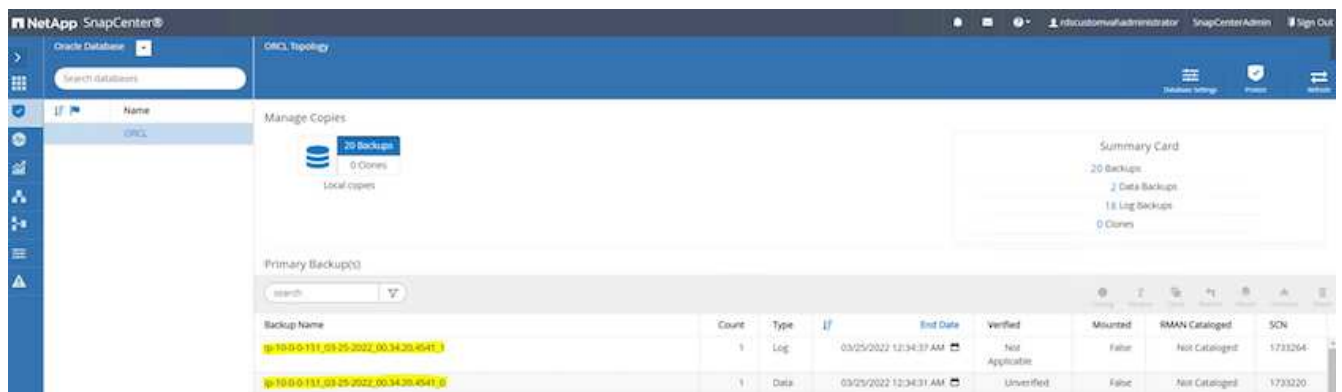 NetApp SnapCenter®
rdscustomval\administrator SnapCenterAdmin Sign Out
Oracle Database
ORCL Topology
Search databases
Database Settings Protect Refresh
Name
ORCL
Manage Copies
20 Backups
0 Clones
Local copies
Summary Card
20 Backups
2 Data Backups
18 Log Backups
0 Clones
Primary Backup(s)
search
Backup Name Count Type End Date Verified Mounted RMAN Cataloged SCN
ip-10-0-0-151_03-25-2022_00.34.20.4541_1 1 Log 03/25/2022 12:34:37 AM Not Applicable False Not Cataloged 1733264
ip-10-0-0-151_03-25-2022_00.34.20.4541_0 1 Data 03/25/2022 12:34:31 AM Unverified False Not Cataloged 1733220